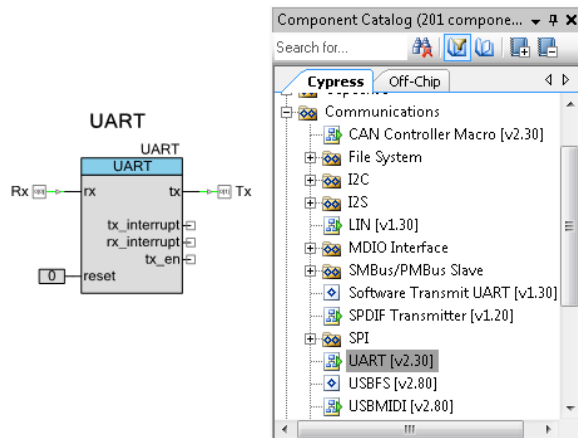 Component Catalog (201 compone...
Search for...
Cypress Off-Chip
Communications
CAN Controller Macro [v2.30]
File System
I2C
I2S
LIN [v1.30]
MDIO Interface
SMBus/PMBus Slave
Software Transmit UART [v1.30]
SPDIF Transmitter [v1.20]
SPI
UART [v2.30]
USBFS [v2.80]
USBMIDI [v2.80]
UART
UART
UART
Rx rx tx Tx
tx_interrupt
rx_interrupt
tx_en
0 reset